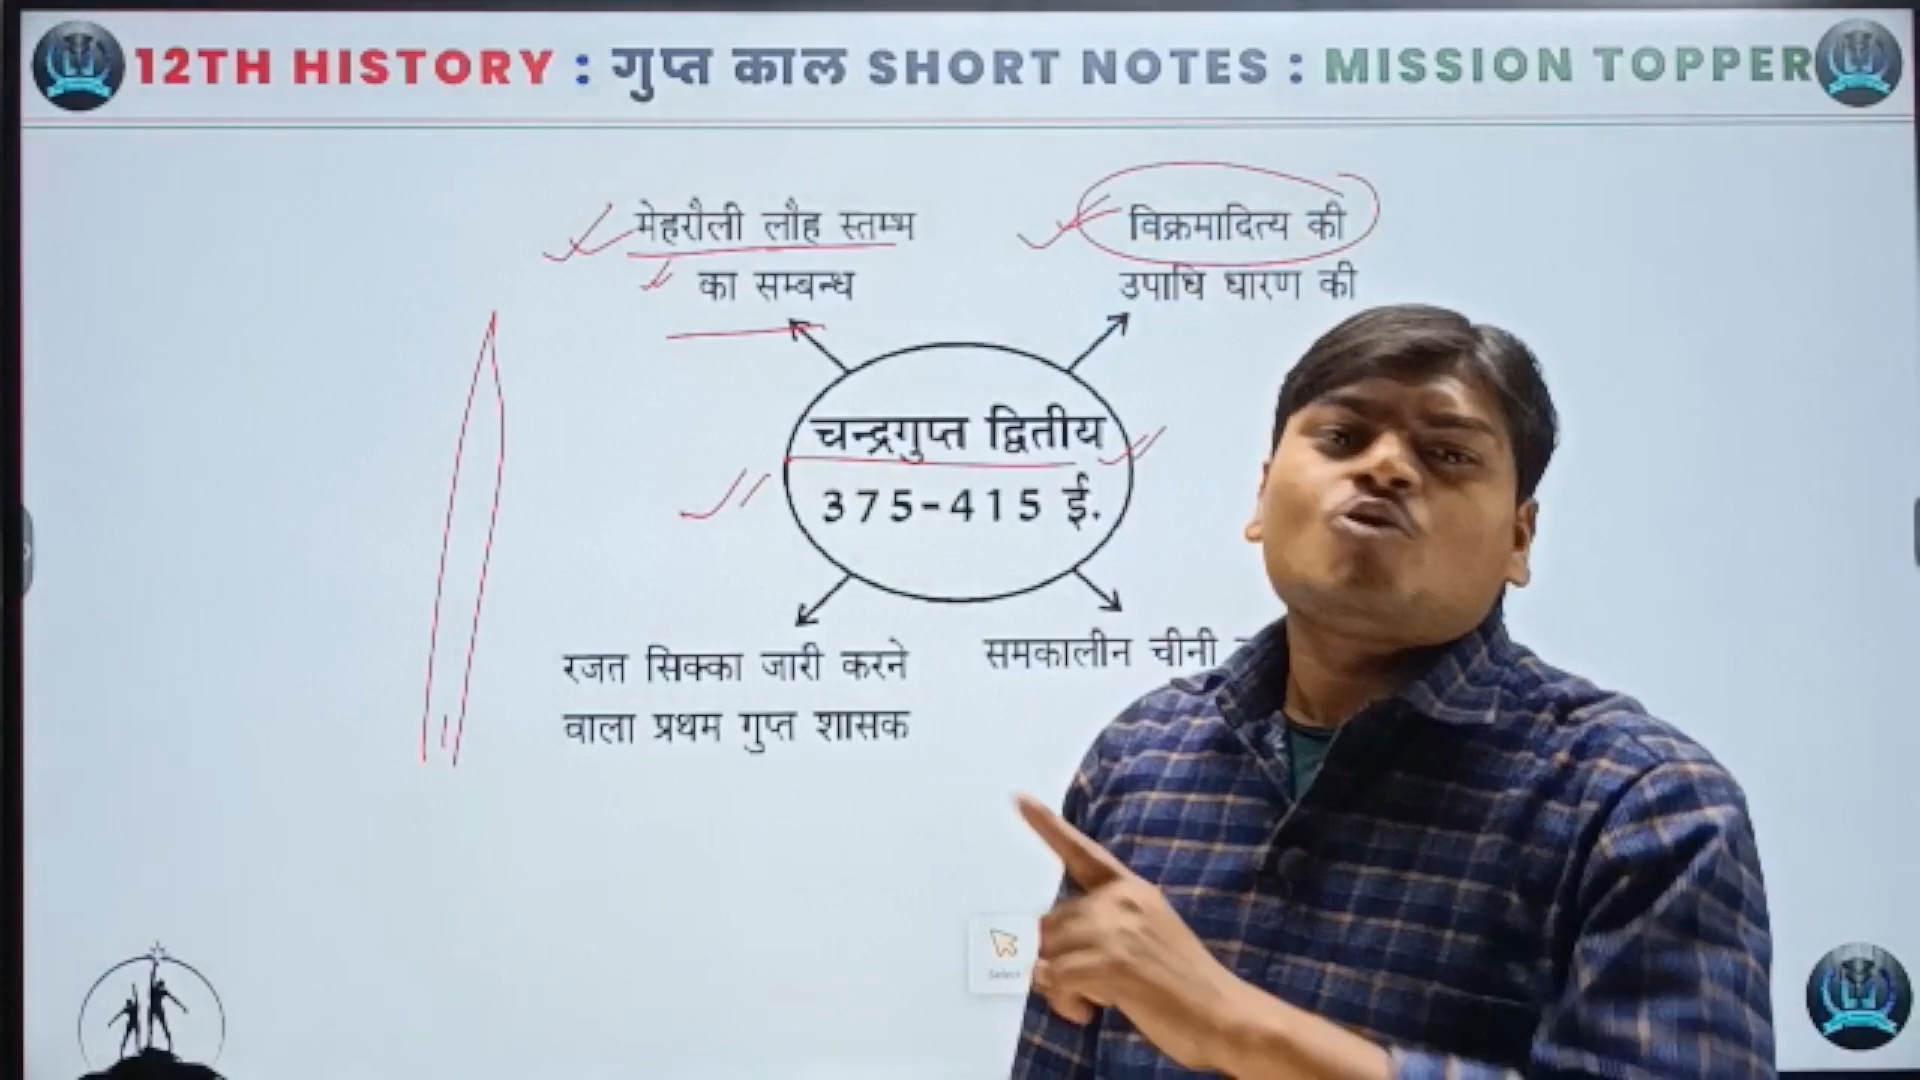 12TH HISTORY : गुप्त काल SHORT NOTES : MISSION TOPPER
मेहरौली लौह स्तम्भ
का सम्बन्ध
विक्रमादित्य की
उपाधि धारण की
चन्द्रगुप्त द्वितीय
375-415 ई.
रजत सिक्का जारी करने
वाला प्रथम गुप्त शासक
समकालीन चीनी
Select